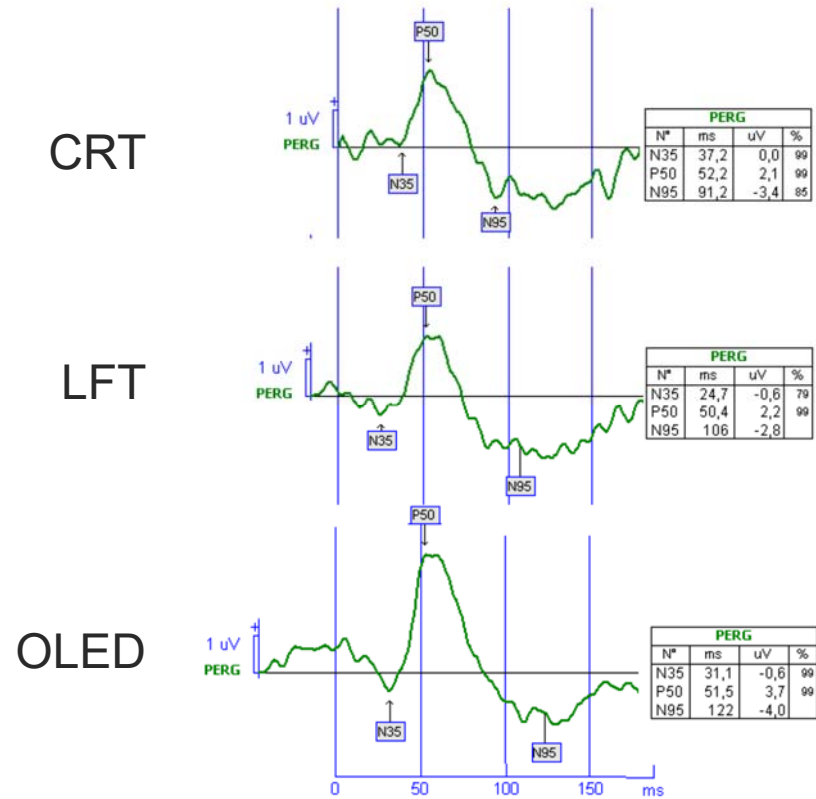 CRT
P50
+
1 uV
PERG
N35
N95
PERG
N° ms uV %
N35 37,2 0,0 99
P50 52,2 2,1 99
N95 91,2 -3,4 85
LFT
P50
+
1 uV
PERG
N35
N95
PERG
N° ms uV %
N35 24,7 -0,6 79
P50 50,4 2,2 99
N95 106 -2,8
OLED
P50
+
1 uV
PERG
N35
N95
PERG
N° ms uV %
N35 31,1 -0,6 99
P50 51,5 3,7 99
N95 122 -4,0
0 50 100 150 ms